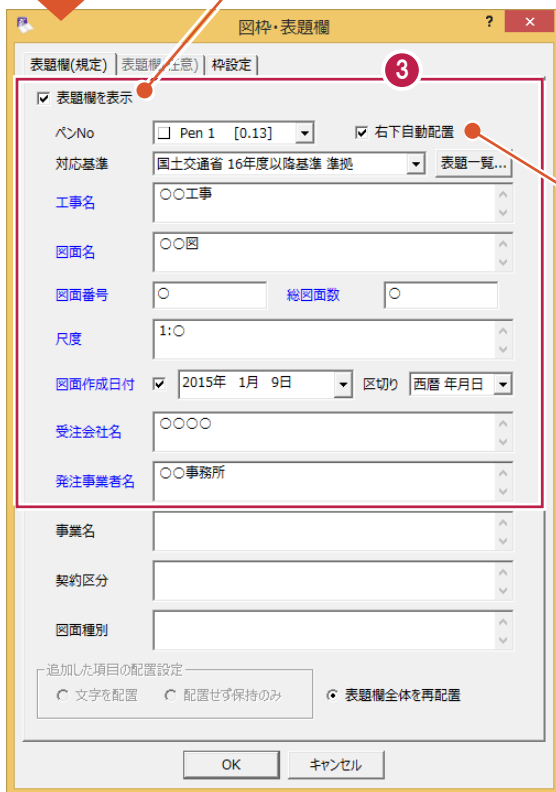 図枠・表題欄 ? ×
表題欄(規定) 表題欄(任意) 枠設定
3
表題欄を表示
ペンNo Pen 1 [0.13] 右下自動配置
対応基準 国土交通省 16年度以降基準 準拠 表題一覧...
工事名 ○○工事
図面名 ○○図
図面番号 ○ 総図面数 ○
尺度 1:○
図面作成日付 2015年 1月 9日 区切り 西暦 年月日
受注会社名 ○○○○
発注事業者名 ○○事務所
事業名
契約区分
図面種別
追加した項目の配置設定
文字を配置 配置せず保持のみ 表題欄全体を再配置
OK キャンセル